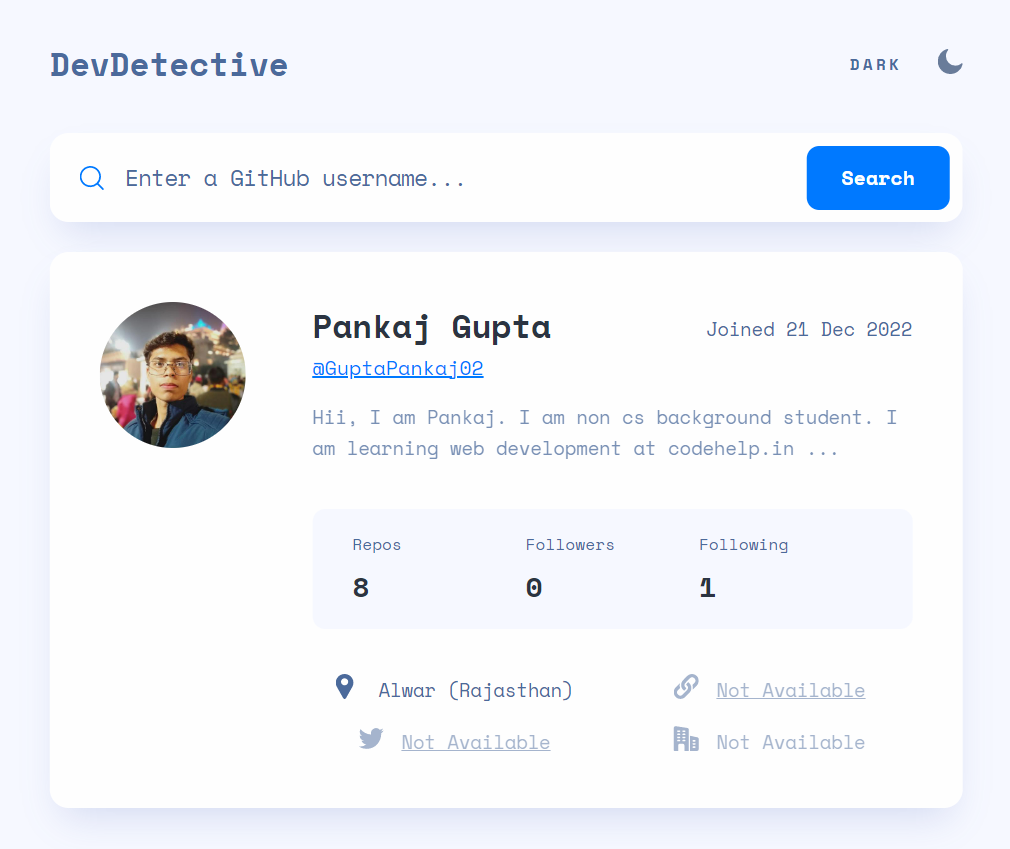 DevDetective
DARK
Enter a GitHub username...
Search
Pankaj Gupta
Joined 21 Dec 2022
@GuptaPankaj02
Hii, I am Pankaj. I am non cs background student. I
am learning web development at codehelp.in ...
Repos Followers Following
8 0 1
Alwar (Rajasthan) Not Available
Not Available Not Available